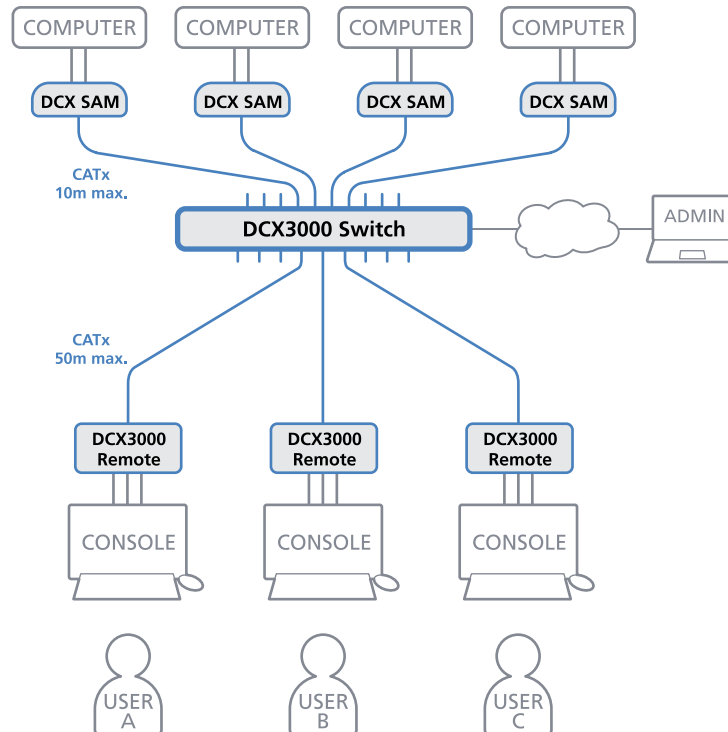 COMPUTER COMPUTER COMPUTER COMPUTER
DCX SAM DCX SAM DCX SAM DCX SAM
CATx
10m max.
DCX3000 Switch
ADMIN
CATx
50m max.
DCX3000 DCX3000 DCX3000
Remote Remote Remote
CONSOLE CONSOLE CONSOLE
USER USER USER
A B C